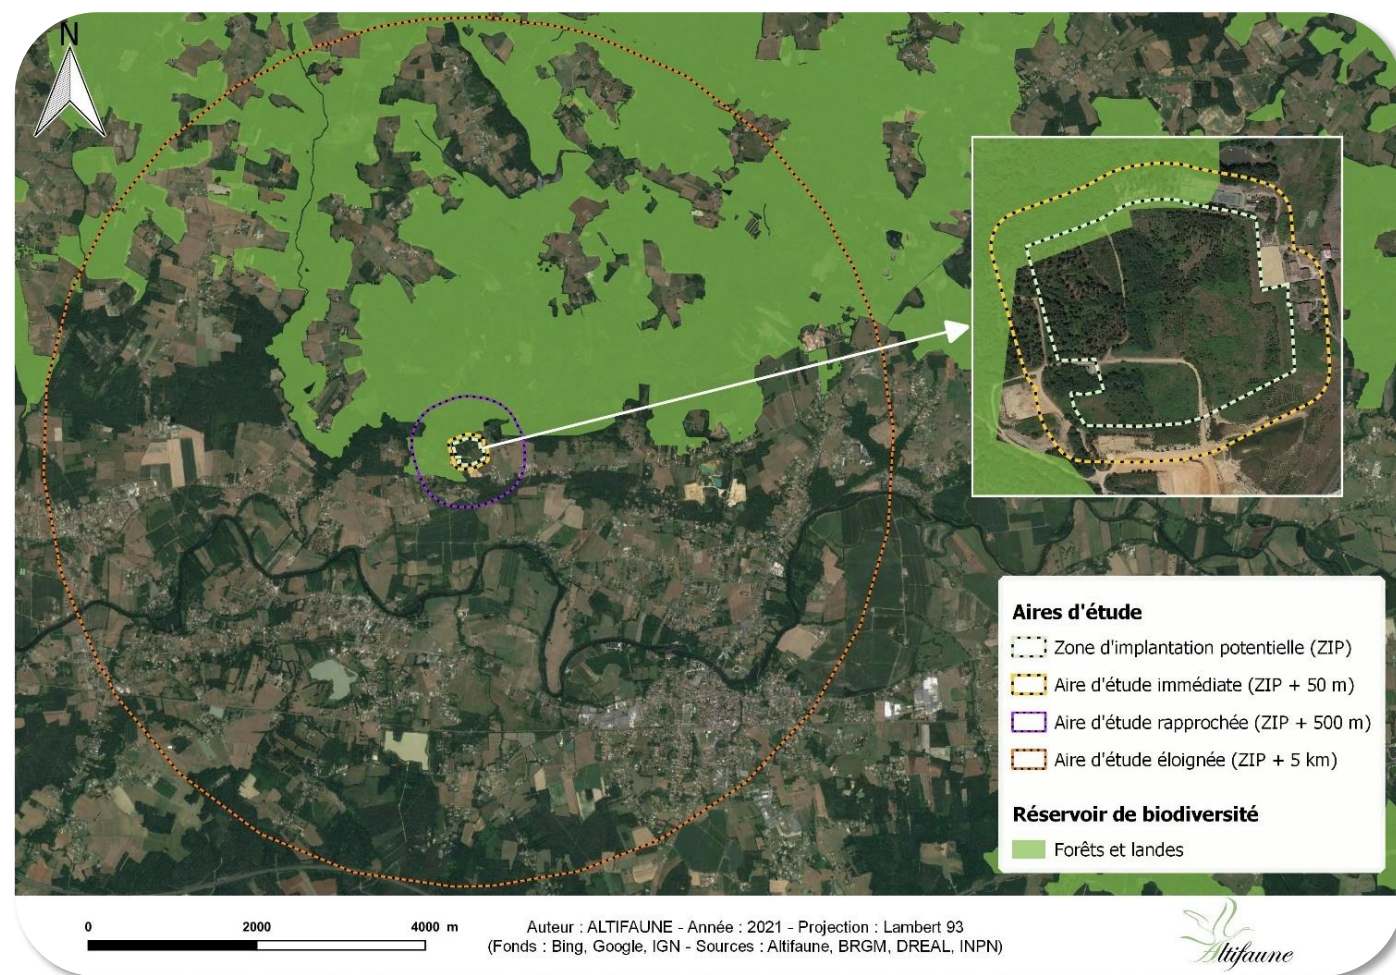 N
Aires d'étude
Zone d'implantation potentielle (ZIP)
Aire d'étude immédiate (ZIP + 50 m)
Aire d'étude rapprochée (ZIP + 500 m)
Aire d'étude éloignée (ZIP + 5 km)
Réservoir de biodiversité
Forêts et landes
0 2000 4000 m
Auteur : ALTIFAUNE - Année : 2021 - Projection : Lambert 93
(Fonds : Bing, Google, IGN - Sources : Altifaune, BRGM, DREAL, INPN)
Altifaune